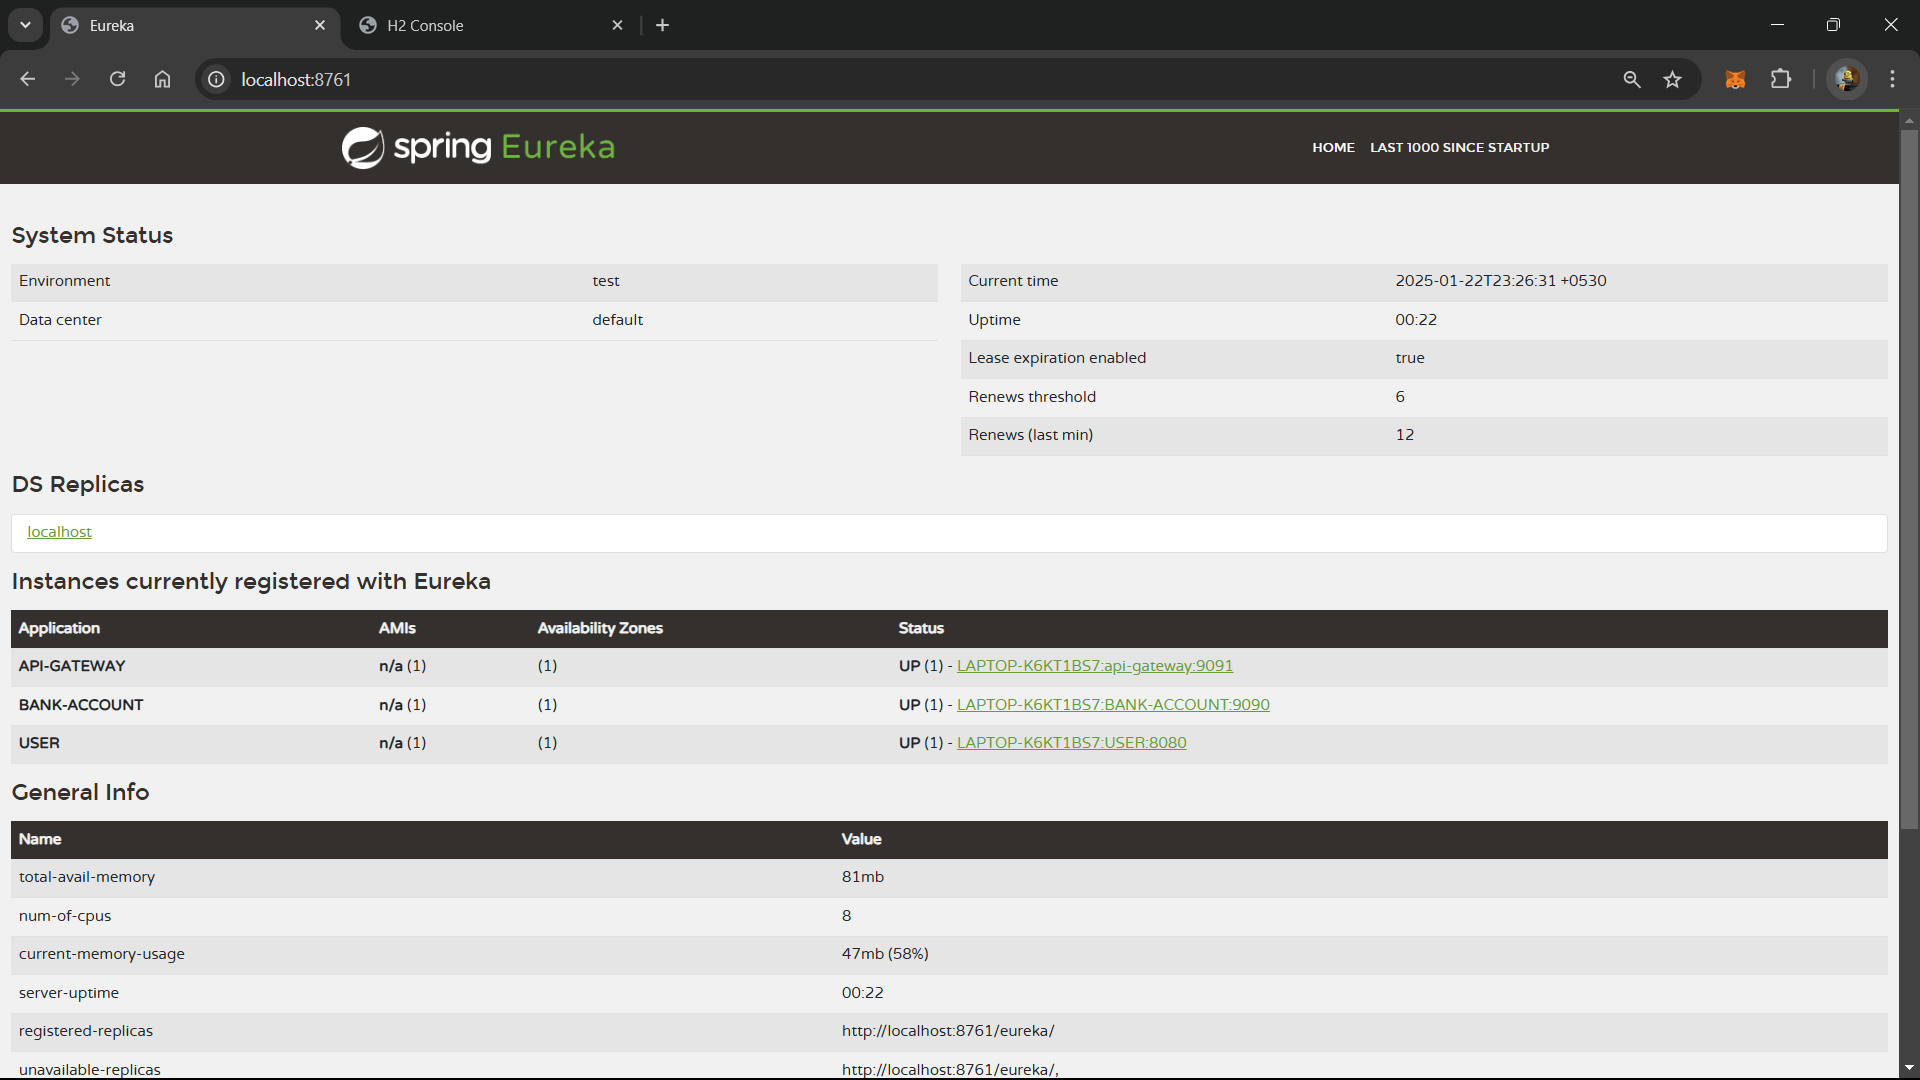 Eureka
H2 Console
localhost:8761
spring Eureka
HOME LAST 1000 SINCE STARTUP
System Status
Environment test
Data center default
Current time 2025-01-22T23:26:31 +0530
Uptime 00:22
Lease expiration enabled true
Renews threshold 6
Renews (last min) 12
DS Replicas
localhost
Instances currently registered with Eureka
Application AMIs Availability Zones Status
API-GATEWAY n/a (1) (1) UP (1) - LAPTOP-K6KT1BS7:api-gateway:9091
BANK-ACCOUNT n/a (1) (1) UP (1) - LAPTOP-K6KT1BS7:BANK-ACCOUNT:9090
USER n/a (1) (1) UP (1) - LAPTOP-K6KT1BS7:USER:8080
General Info
Name Value
total-avail-memory 81mb
num-of-cpus 8
current-memory-usage 47mb (58%)
server-uptime 00:22
registered-replicas http://localhost:8761/eureka/
unavailable-replicas http://localhost:8761/eureka/,